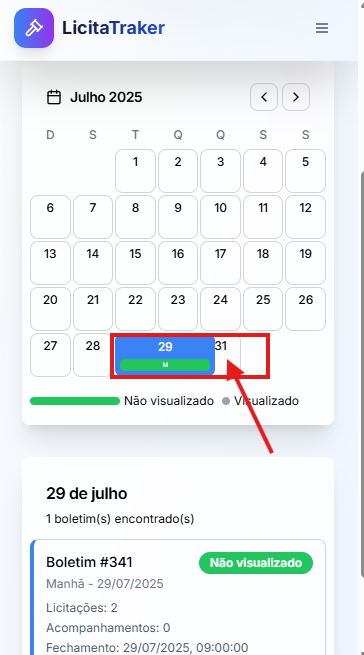 LicitaTraker
Julho 2025
D S T Q Q S S
1 2 3 4 5
6 7 8 9 10 11 12
13 14 15 16 17 18 19
20 21 22 23 24 25 26
27 28 29 31
M
Não visualizado Visualizado
29 de julho
1 boletim(s) encontrado(s)
Boletim #341 Não visualizado
Manhã - 29/07/2025
Licitações: 2
Acompanhamentos: 0
Fechamento: 29/07/2025, 09:00:00